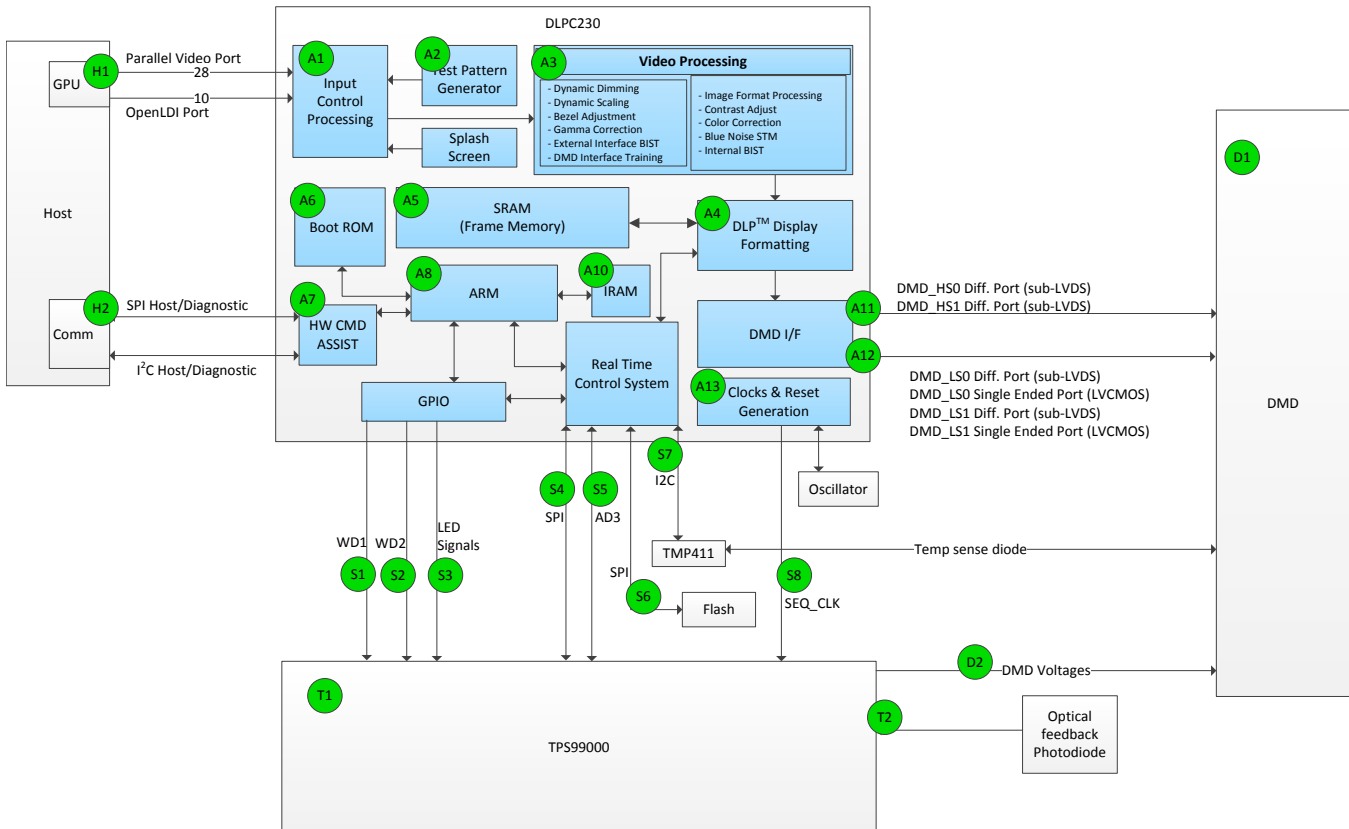 DLPC230
Host
H1
GPU
Parallel Video Port
28
10
OpenLDI Port
A1
Input
Control
Processing
A2
Test Pattern
Generator
Splash
Screen
A3
Video Processing
- Dynamic Dimming
- Dynamic Scaling
- Bezel Adjustment
- Gamma Correction
- External Interface BIST
- DMD Interface Training
- Image Format Processing
- Contrast Adjust
- Color Correction
- Blue Noise STM
- Internal BIST
D1
DMD
A6
Boot ROM
A5
SRAM
(Frame Memory)
A4
DLP™ Display
Formatting
A8
ARM
A10
IRAM
H2
Comm
SPI Host/Diagnostic
I²C Host/Diagnostic
A7
HW CMD
ASSIST
Real Time
Control System
DMD I/F
A11
A12
DMD_HS0 Diff. Port (sub-LVDS)
DMD_HS1 Diff. Port (sub-LVDS)
DMD_LS0 Diff. Port (sub-LVDS)
DMD_LS0 Single Ended Port (LVCMOS)
DMD_LS1 Diff. Port (sub-LVDS)
DMD_LS1 Single Ended Port (LVCMOS)
GPIO
A13
Clocks & Reset
Generation
Oscillator
S7
I2C
S4
SPI
S5
AD3
WD1
S1
WD2
S2
LED
Signals
S3
TMP411
Temp sense diode
SPI
S6
Flash
S8
SEQ_CLK
D2
DMD Voltages
T1
TPS99000
T2
Optical
feedback
Photodiode